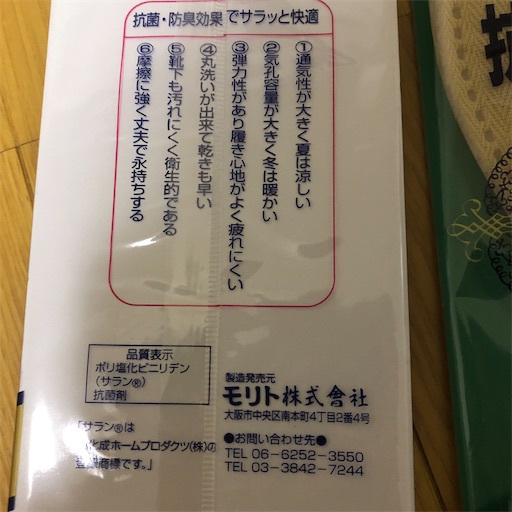 抗菌・防臭効果でサラッと快適
①通気性が大きく夏は涼しい
②気孔容量が大きく冬は暖かい
③弾力性があり履き心地がよく疲れにくい
④丸洗いが出来て乾きも早い
⑤靴下も汚れにくく衛生的である
⑥摩擦に強く丈夫で永持ちする
品質表示
ポリ塩化ビニリデン
(サラン®)
抗菌剤
「サラン®は
化成ホームプロダクツ(株)の
登録商標です。」
製造発売元
モリト株式會社
大阪市中央区南本町4丁目2番4号
●お問い合わせ先●
TEL 06-6252-3550
TEL 03-3842-7244
抗